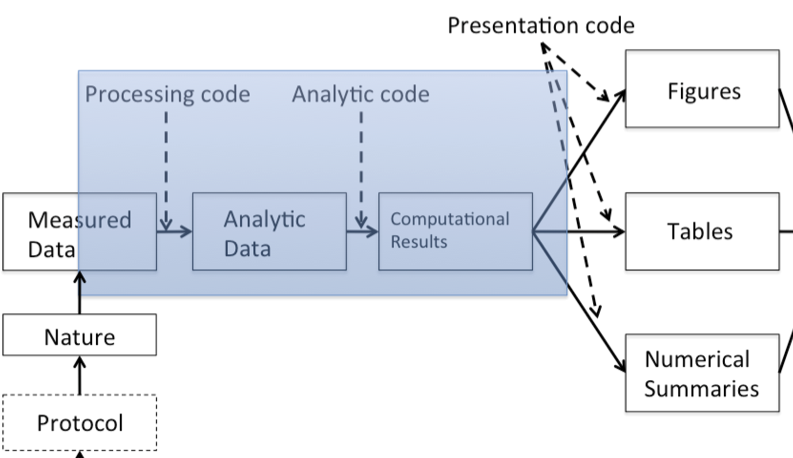 Presentation code
Processing code
Analytic code
Figures
Measured
Data
Analytic
Data
Computational
Results
Tables
Nature
Numerical
Summaries
Protocol